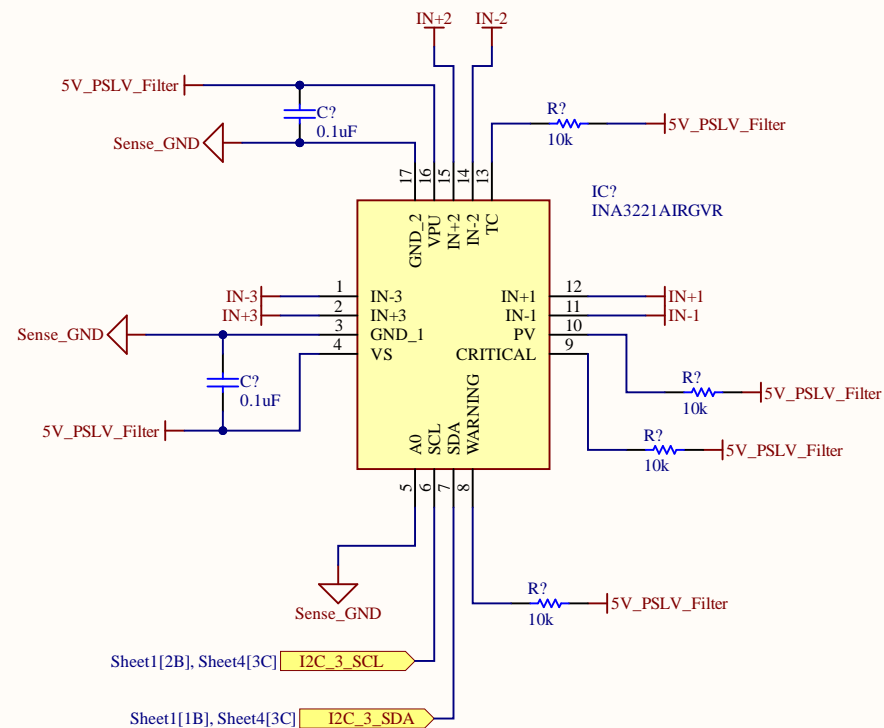 IN+2
IN-2
5V_PSLV_Filter
C?
0.1uF
Sense_GND
R?
10k
5V_PSLV_Filter
17
16
15
14
13
GND_2
VPU
IN+2
IN-2
TC
IC?
INA3221AIRGVR
IN-3
1
IN-3
IN+1
12
IN+1
IN+3
2
IN+3
IN-1
11
IN-1
Sense_GND
3
GND_1
PV
10
4
VS
CRITICAL
9
C?
0.1uF
R?
10k
5V_PSLV_Filter
5V_PSLV_Filter
R?
10k
5V_PSLV_Filter
A0
SCL
SDA
WARNING
5
6
7
8
Sense_GND
R?
10k
5V_PSLV_Filter
Sheet1[2B], Sheet4[3C] I2C_3_SCL
Sheet1[1B], Sheet4[3C] I2C_3_SDA